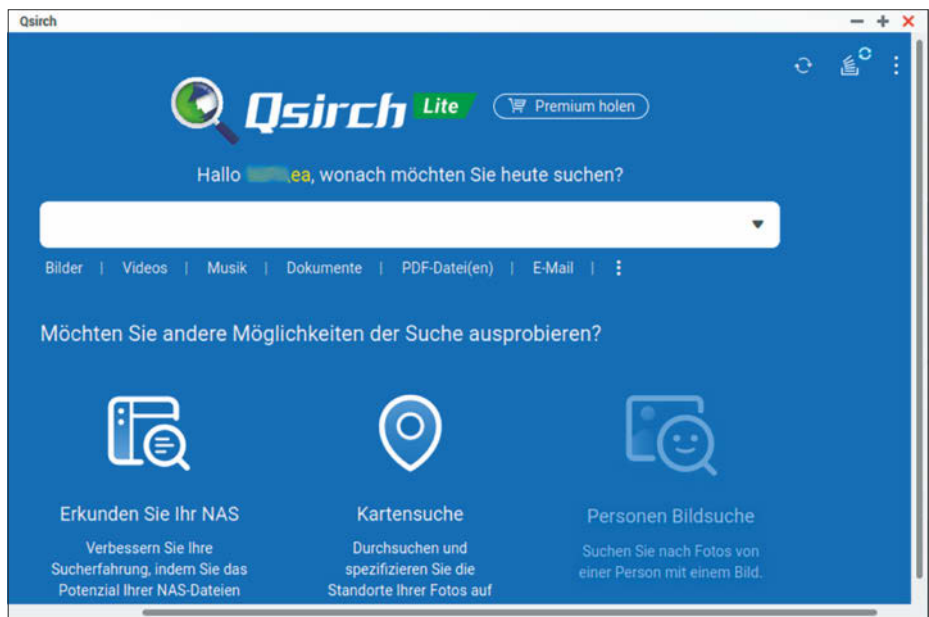 Qsirch
Qsirch Lite Premium holen
Hallo ea, wonach möchten Sie heute suchen?
Bilder | Videos | Musik | Dokumente | PDF-Datei(en) | E-Mail |
Möchten Sie andere Möglichkeiten der Suche ausprobieren?
Erkunden Sie Ihr NAS
Verbessern Sie Ihre
Sucherfahrung, indem Sie das
Potenzial Ihrer NAS-Dateien
Kartensuche
Durchsuchen und
spezifizieren Sie die
Standorte Ihrer Fotos auf
Personen Bildsuche
Suchen Sie nach Fotos von
einer Person mit einem Bild.